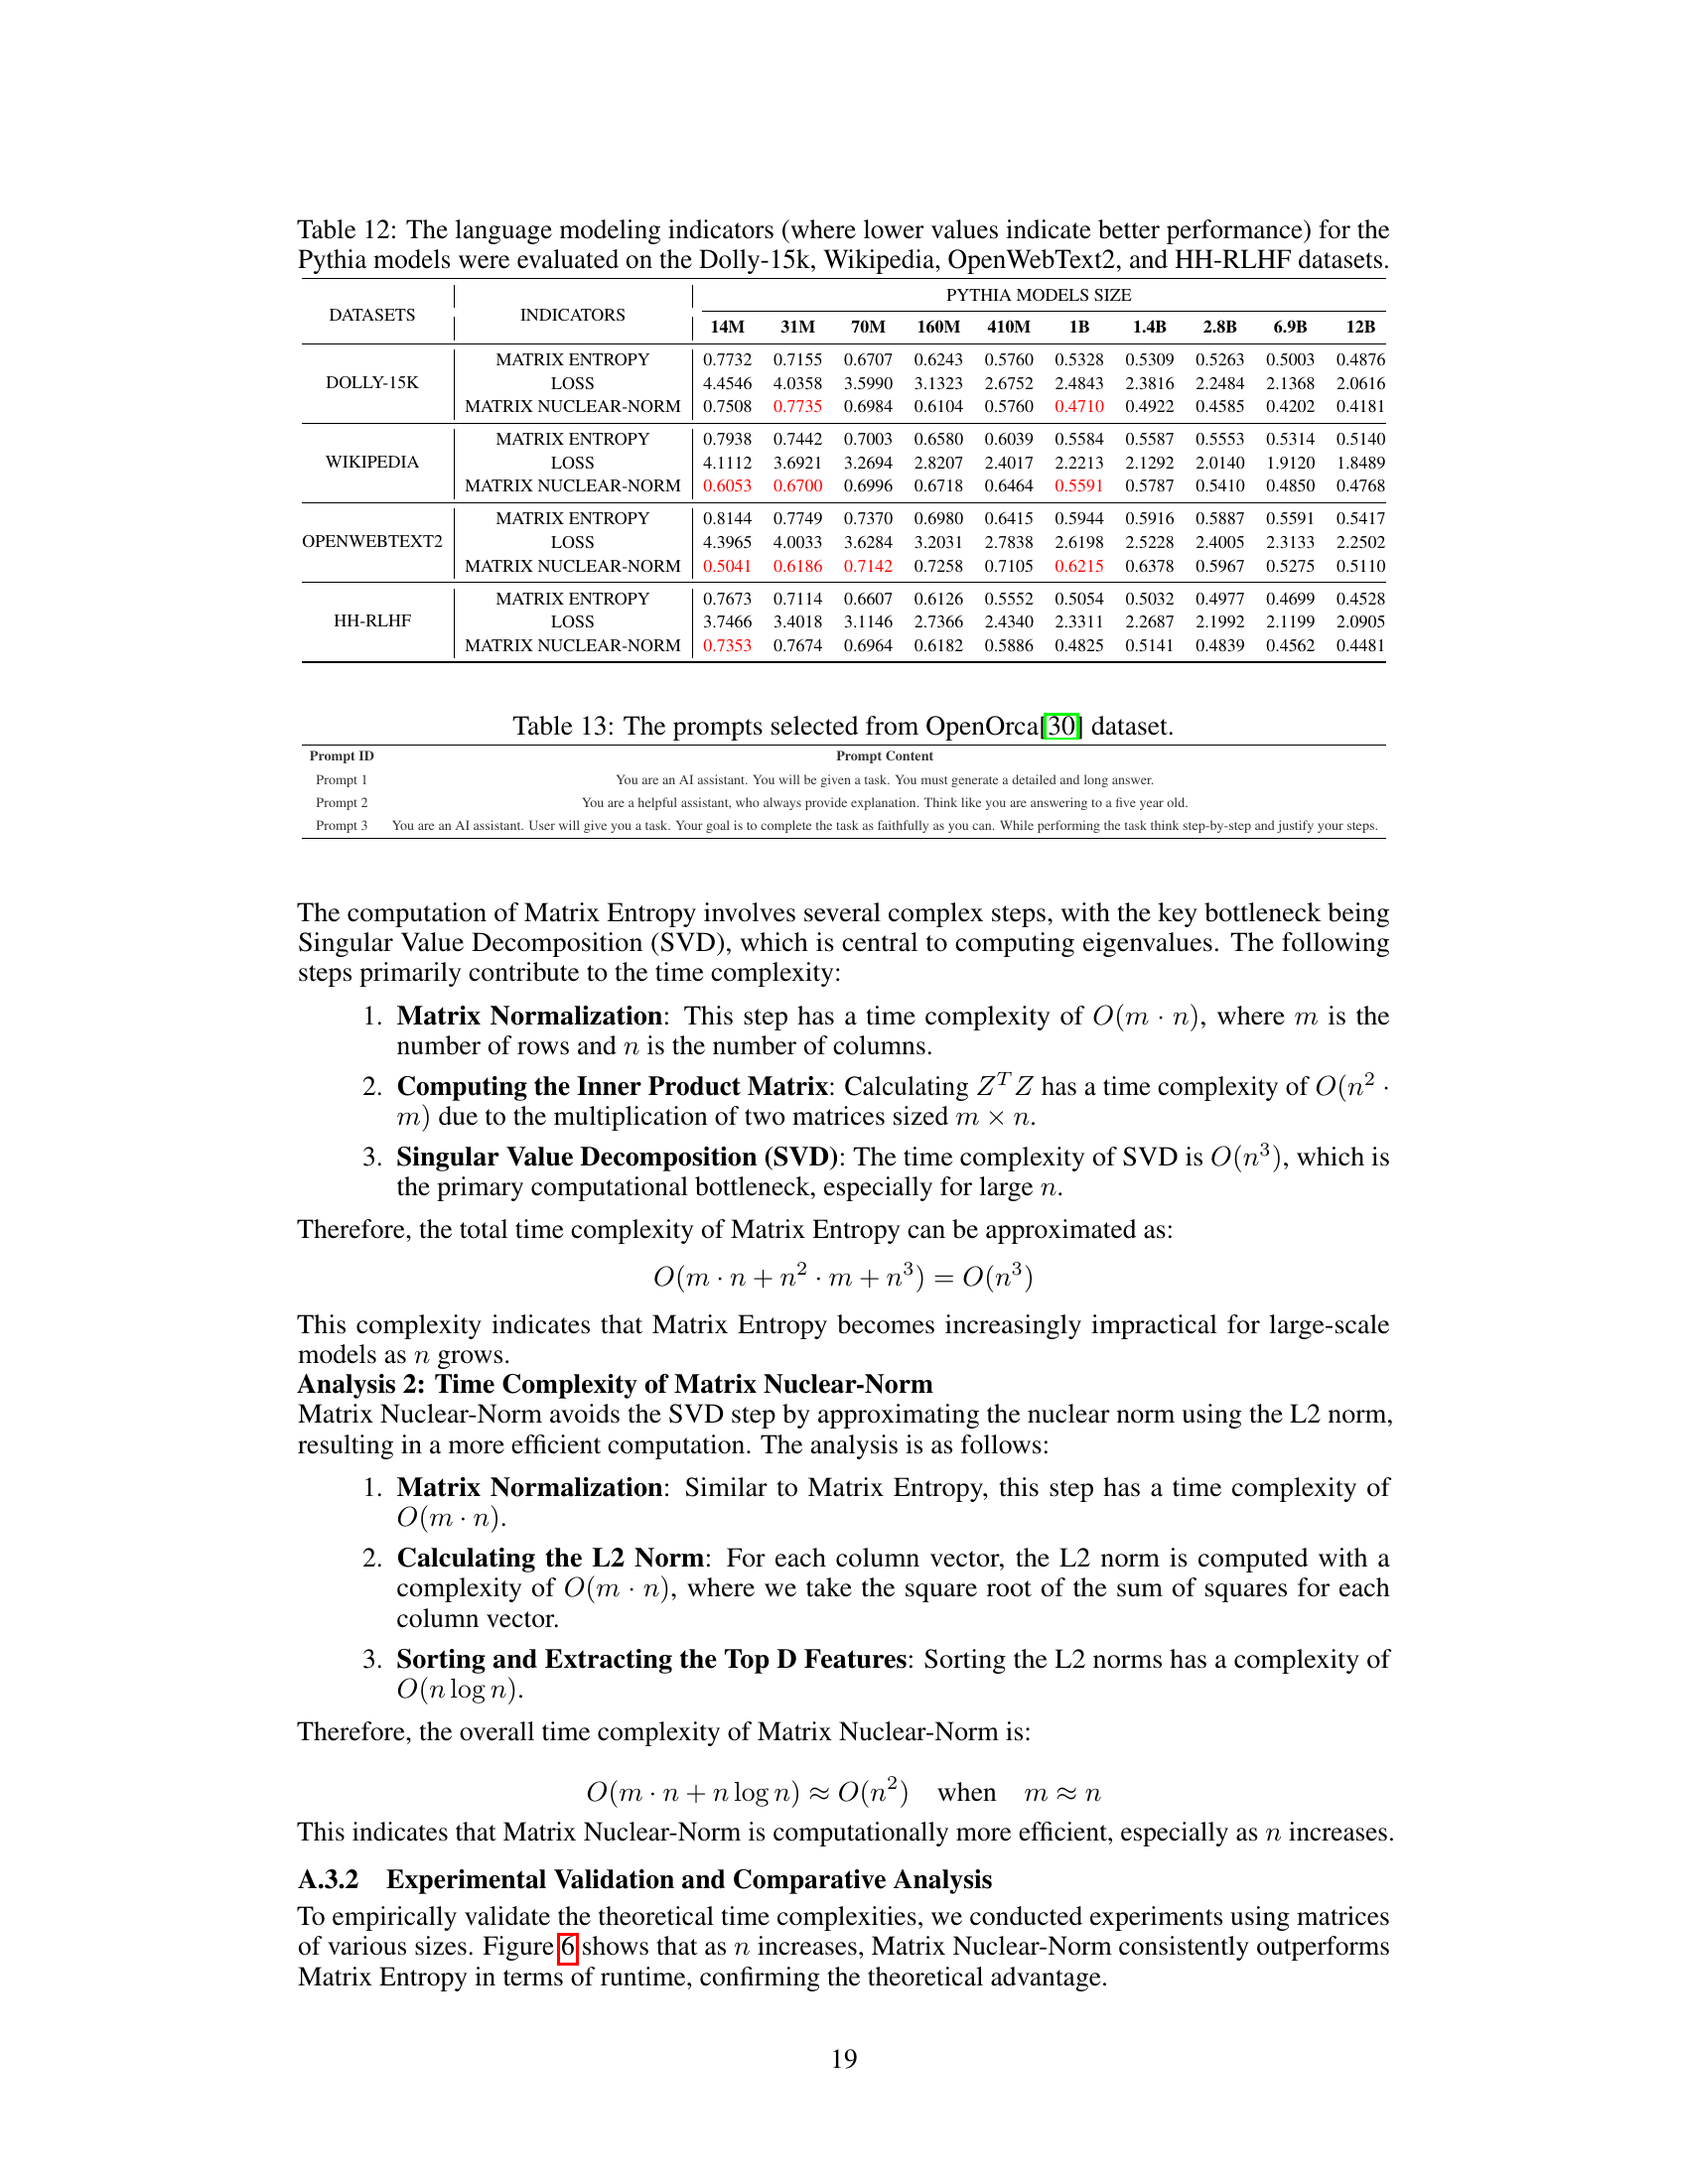 Table 12: The language modeling indicators (where lower values indicate better performance) for the
Pythia models were evaluated on the Dolly-15k, Wikipedia, OpenWebText2, and HH-RLHF datasets.
DATASETS INDICATORS PYTHIA MODELS SIZE
14M 31M 70M 160M 410M 1B 1.4B 2.8B 6.9B 12B
DOLLY-15K
MATRIX ENTROPY 0.7732 0.7155 0.6707 0.6243 0.5760 0.5328 0.5309 0.5263 0.5003 0.4876
LOSS 4.4546 4.0358 3.5990 3.1323 2.6752 2.4843 2.3816 2.2484 2.1368 2.0616
MATRIX NUCLEAR-NORM 0.7508 0.7735 0.6984 0.6104 0.5760 0.4710 0.4922 0.4585 0.4202 0.4181
WIKIPEDIA
MATRIX ENTROPY 0.7938 0.7442 0.7003 0.6580 0.6039 0.5584 0.5587 0.5553 0.5314 0.5140
LOSS 4.1112 3.6921 3.2694 2.8207 2.4017 2.2213 2.1292 2.0140 1.9120 1.8489
MATRIX NUCLEAR-NORM 0.6053 0.6700 0.6996 0.6718 0.6464 0.5591 0.5787 0.5410 0.4850 0.4768
OPENWEBTEXT2
MATRIX ENTROPY 0.8144 0.7749 0.7370 0.6980 0.6415 0.5944 0.5916 0.5887 0.5591 0.5417
LOSS 4.3965 4.0033 3.6284 3.2031 2.7838 2.6198 2.5228 2.4005 2.3133 2.2502
MATRIX NUCLEAR-NORM 0.5041 0.6186 0.7142 0.7258 0.7105 0.6215 0.6378 0.5967 0.5275 0.5110
HH-RLHF
MATRIX ENTROPY 0.7673 0.7114 0.6607 0.6126 0.5552 0.5054 0.5032 0.4977 0.4699 0.4528
LOSS 3.7466 3.4018 3.1146 2.7366 2.4340 2.3311 2.2687 2.1992 2.1199 2.0905
MATRIX NUCLEAR-NORM 0.7353 0.7674 0.6964 0.6182 0.5886 0.4825 0.5141 0.4839 0.4562 0.4481
Table 13: The prompts selected from OpenOrca[30] dataset.
Prompt ID Prompt Content
Prompt 1 You are an AI assistant. You will be given a task. You must generate a detailed and long answer.
Prompt 2 You are a helpful assistant, who always provide explanation. Think like you are answering to a five year old.
Prompt 3 You are an AI assistant. User will give you a task. Your goal is to complete the task as faithfully as you can. While performing the task think step-by-step and justify your steps.
The computation of Matrix Entropy involves several complex steps, with the key bottleneck being
Singular Value Decomposition (SVD), which is central to computing eigenvalues. The following
steps primarily contribute to the time complexity:
1. Matrix Normalization: This step has a time complexity of O(m · n), where m is the
number of rows and n is the number of columns.
2. Computing the Inner Product Matrix: Calculating Z^T Z has a time complexity of O(n² ·
m) due to the multiplication of two matrices sized m × n.
3. Singular Value Decomposition (SVD): The time complexity of SVD is O(n³), which is
the primary computational bottleneck, especially for large n.
Therefore, the total time complexity of Matrix Entropy can be approximated as:
O(m · n + n² · m + n³) = O(n³)
This complexity indicates that Matrix Entropy becomes increasingly impractical for large-scale
models as n grows.
Analysis 2: Time Complexity of Matrix Nuclear-Norm
Matrix Nuclear-Norm avoids the SVD step by approximating the nuclear norm using the L2 norm,
resulting in a more efficient computation. The analysis is as follows:
1. Matrix Normalization: Similar to Matrix Entropy, this step has a time complexity of
O(m · n).
2. Calculating the L2 Norm: For each column vector, the L2 norm is computed with a
complexity of O(m · n), where we take the square root of the sum of squares for each
column vector.
3. Sorting and Extracting the Top D Features: Sorting the L2 norms has a complexity of
O(n log n).
Therefore, the overall time complexity of Matrix Nuclear-Norm is:
O(m · n + n log n) ≈ O(n²) when m ≈ n
This indicates that Matrix Nuclear-Norm is computationally more efficient, especially as n increases.
A.3.2 Experimental Validation and Comparative Analysis
To empirically validate the theoretical time complexities, we conducted experiments using matrices
of various sizes. Figure 6 shows that as n increases, Matrix Nuclear-Norm consistently outperforms
Matrix Entropy in terms of runtime, confirming the theoretical advantage.
19